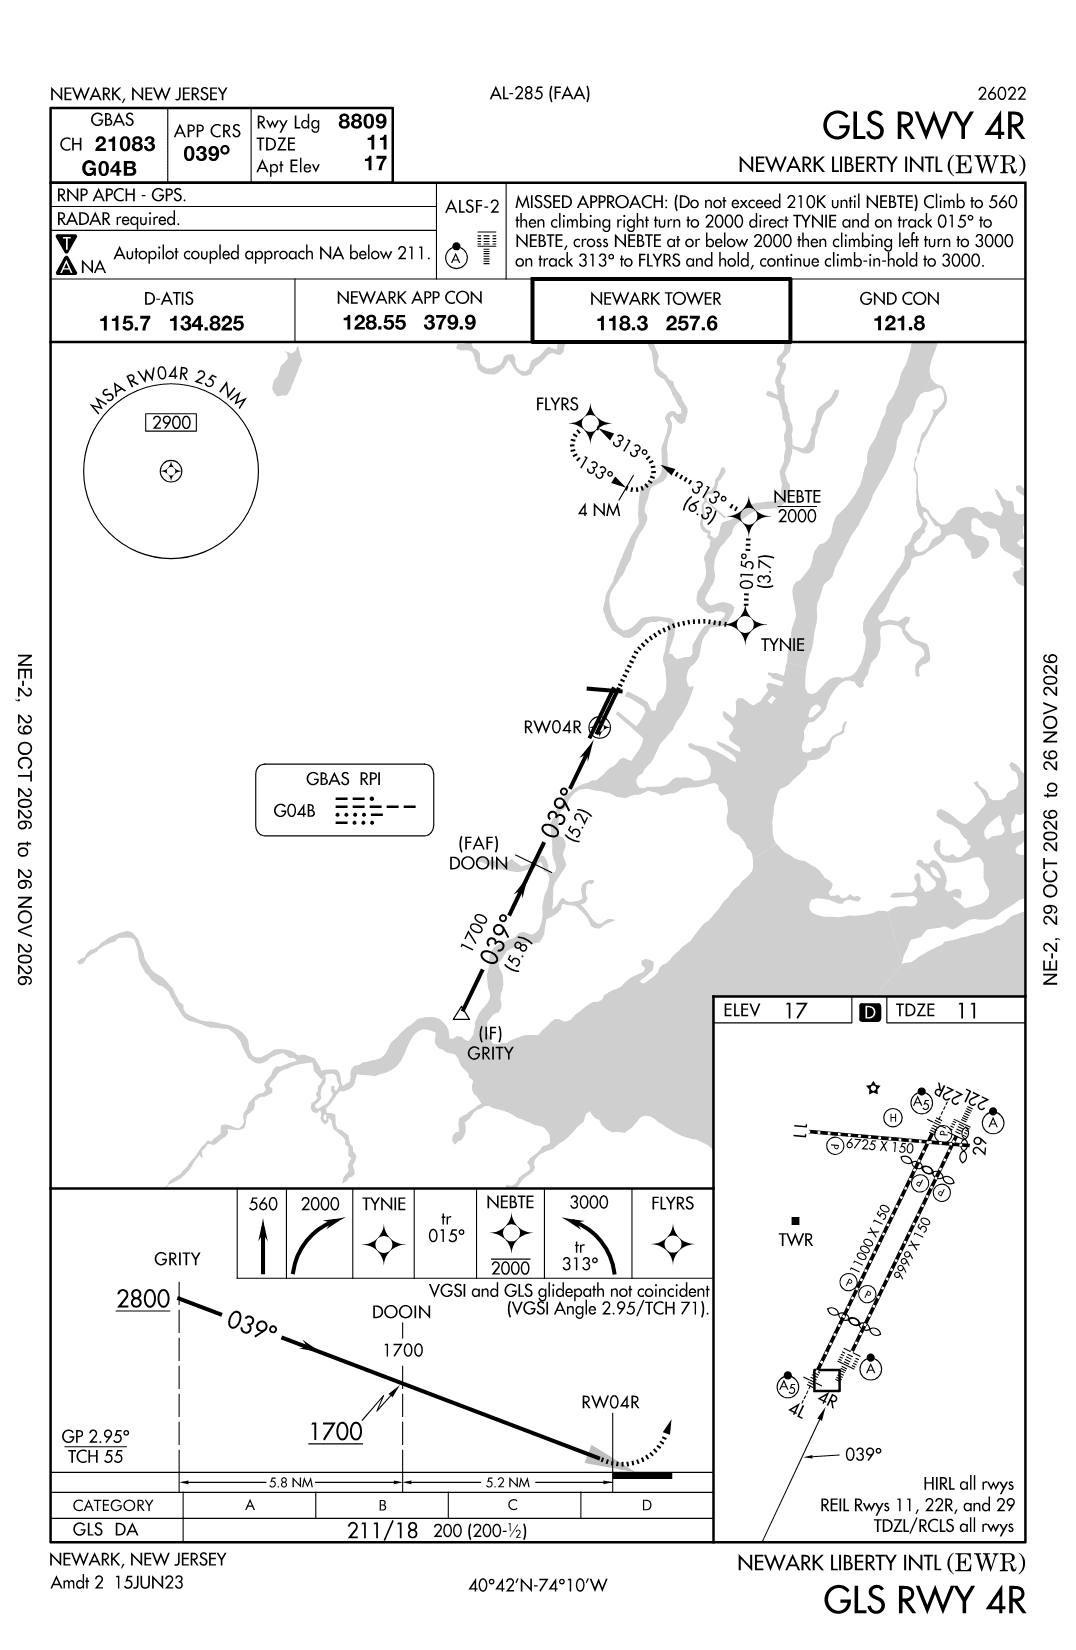 NEWARK, NEW JERSEY
AL-285 (FAA)
26022
GLS RWY 4R
NEWARK LIBERTY INTL (EWR)
GBAS
CH 21083
G04B
APP CRS
039°
Rwy Ldg 8809
TDZE 11
Apt Elev 17
RNP APCH - GPS.
RADAR required.
T
A NA
Autopilot coupled approach NA below 211.
ALSF-2
A
MISSED APPROACH: (Do not exceed 210K until NEBTE) Climb to 560
then climbing right turn to 2000 direct TYNIE and on track 015° to
NEBTE, cross NEBTE at or below 2000 then climbing left turn to 3000
on track 313° to FLYRS and hold, continue climb-in-hold to 3000.
D-ATIS
115.7 134.825
NEWARK APP CON
128.55 379.9
NEWARK TOWER
118.3 257.6
GND CON
121.8
MSA RW04R 25 NM
2900
FLYRS
313°
133°
4 NM
313°
(6.3)
NEBTE
2000
015°
(3.7)
TYNIE
RW04R
GBAS RPI
G04B
039°
(5.2)
(FAF)
DOOIN
1700
039°
(5.8)
(IF)
GRITY
NE-2, 29 OCT 2026 to 26 NOV 2026
NE-2, 29 OCT 2026 to 26 NOV 2026
ELEV 17
D
TDZE 11
A5
22R
22L
A
H
11
P
6725 X 150
P
29
P
P
TWR
11000 X 150
9999 X 150
P
P
A5
A
4L
4R
039°
HIRL all rwys
REIL Rwys 11, 22R, and 29
TDZL/RCLS all rwys
560
2000
TYNIE
tr
015°
NEBTE
2000
3000
tr
313°
FLYRS
VGSI and GLS glidepath not coincident
(VGSI Angle 2.95/TCH 71).
GRITY
2800
039°
DOOIN
1700
1700
RW04R
GP 2.95°
TCH 55
5.8 NM
5.2 NM
CATEGORY A B C D
GLS DA 211/18 200 (200-½)
NEWARK, NEW JERSEY
Amdt 2 15JUN23
40°42'N-74°10'W
NEWARK LIBERTY INTL (EWR)
GLS RWY 4R